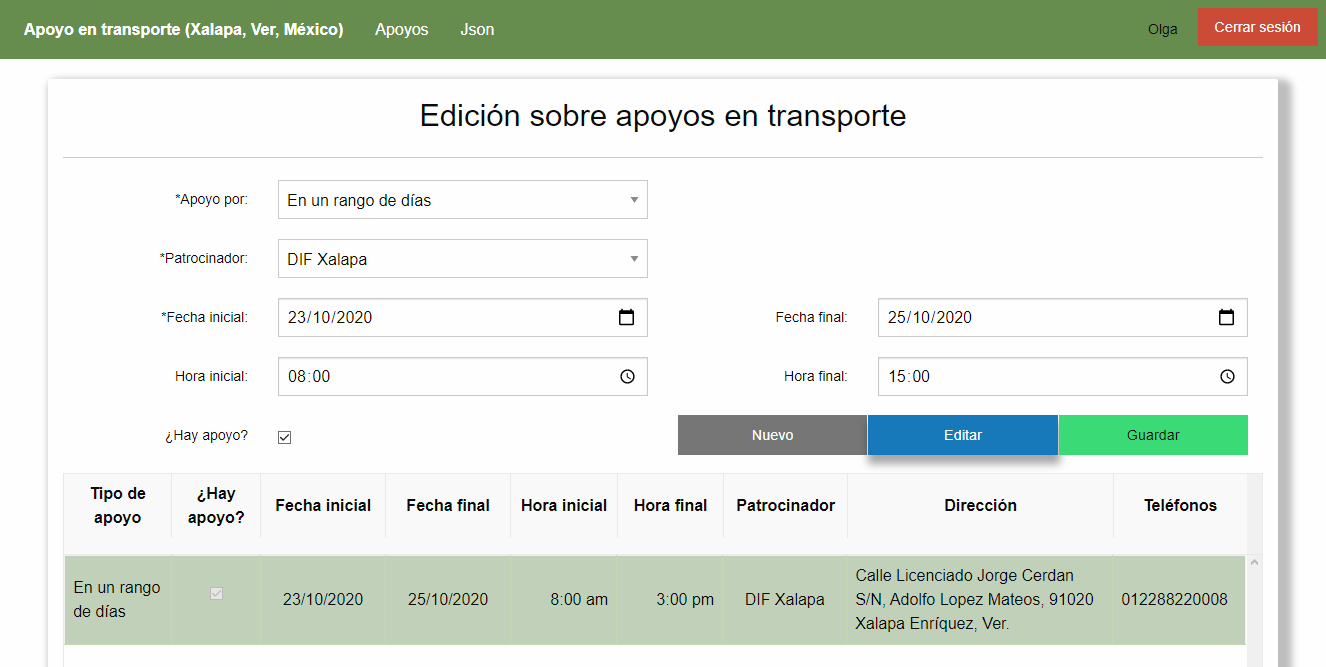 Apoyo en transporte (Xalapa, Ver, México) Apoyos Json Olga Cerrar sesión
Edición sobre apoyos en transporte
*Apoyo por: En un rango de días
*Patrocinador: DIF Xalapa
*Fecha inicial: 23/10/2020 Fecha final: 25/10/2020
Hora inicial: 08:00 Hora final: 15:00
¿Hay apoyo? Nuevo Editar Guardar
Tipo de apoyo ¿Hay apoyo? Fecha inicial Fecha final Hora inicial Hora final Patrocinador Dirección Teléfonos
En un rango de días 23/10/2020 25/10/2020 8:00 am 3:00 pm DIF Xalapa Calle Licenciado Jorge Cerdan S/N, Adolfo Lopez Mateos, 91020 Xalapa Enríquez, Ver. 012288220008